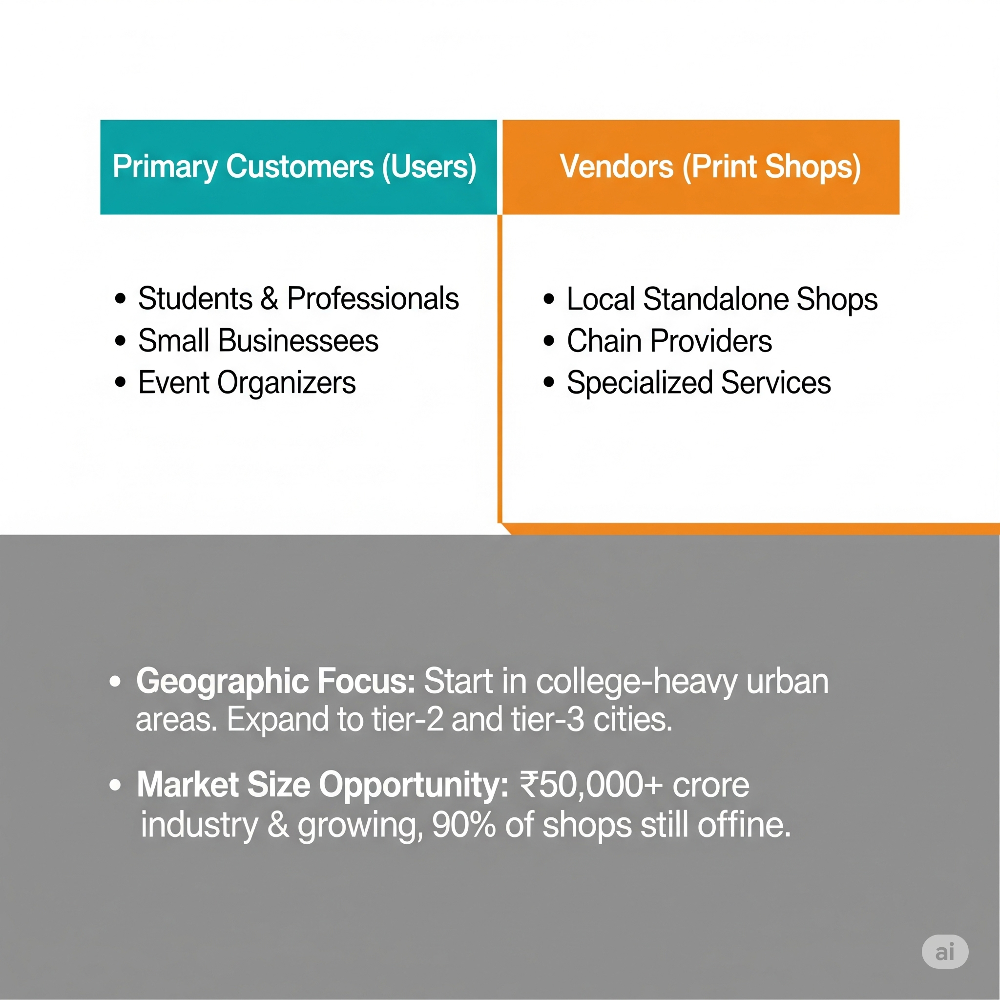 Primary Customers (Users)
Vendors (Print Shops)
• Students & Professionals
• Small Businessees
• Event Organizers
• Local Standalone Shops
• Chain Providers
• Specialized Services
• Geographic Focus: Start in college-heavy urban
areas. Expand to tier-2 and tier-3 cities.
• Market Size Opportunity: ₹50,000+ crore
industry & growing, 90% of shops still offine.
ai